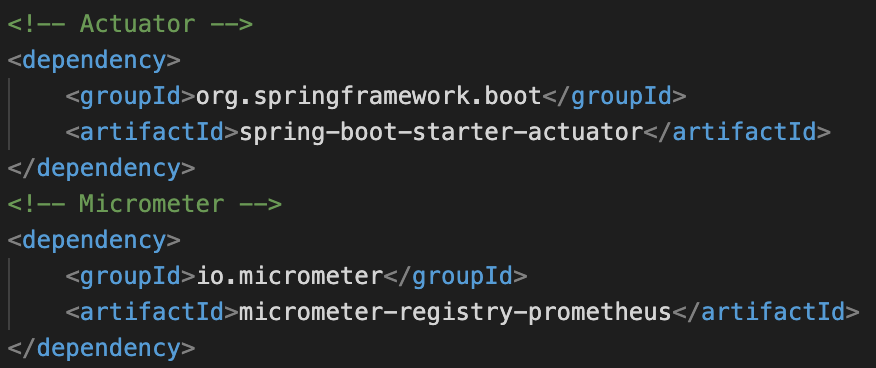 <!-- Actuator -->
<dependency>
    <groupId>org.springframework.boot</groupId>
    <artifactId>spring-boot-starter-actuator</artifactId>
</dependency>
<!-- Micrometer -->
<dependency>
    <groupId>io.micrometer</groupId>
    <artifactId>micrometer-registry-prometheus</artifactId>
</dependency>